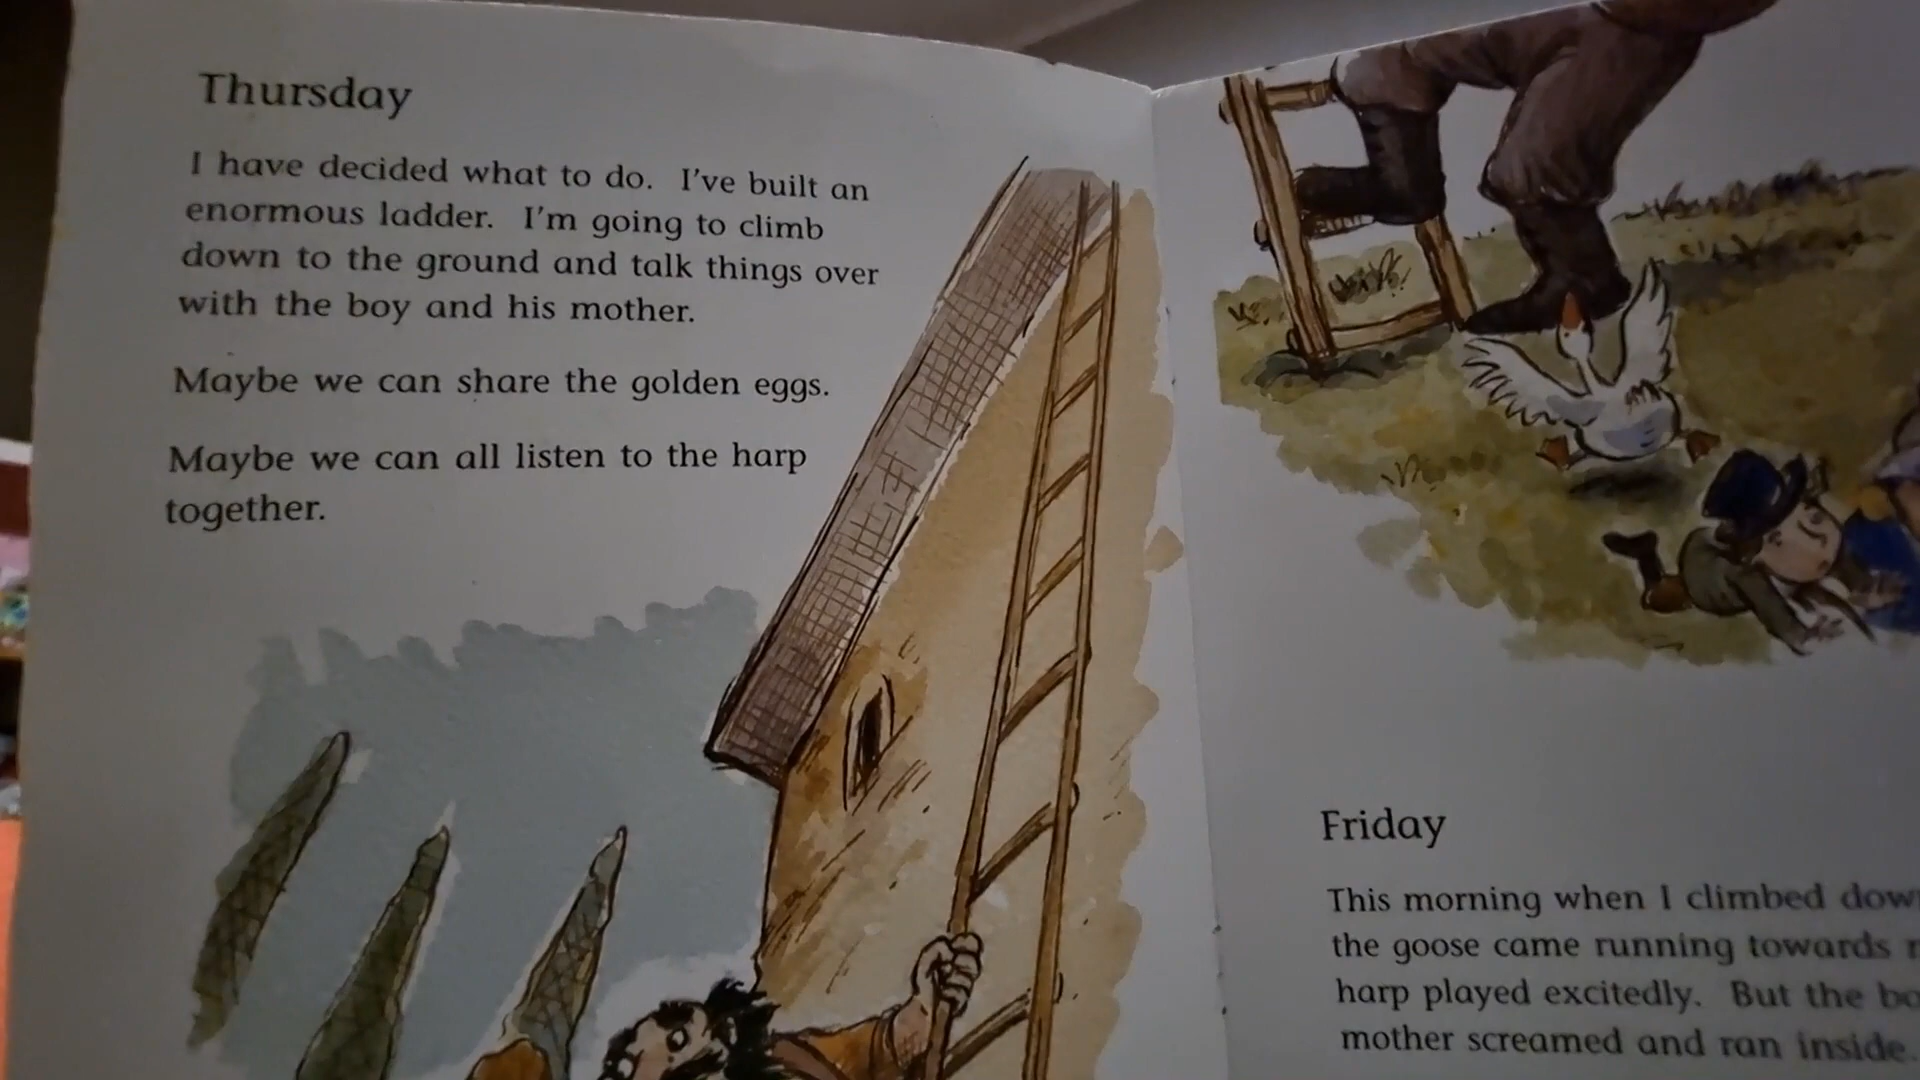 Thursday
I have decided what to do. I've built an
enormous ladder. I'm going to climb
down to the ground and talk things over
with the boy and his mother.
Maybe we can share the golden eggs.
Maybe we can all listen to the harp
together.
Friday
This morning when I climbed
the goose came running towards
harp played excitedly. But the
mother screamed and ran inside.